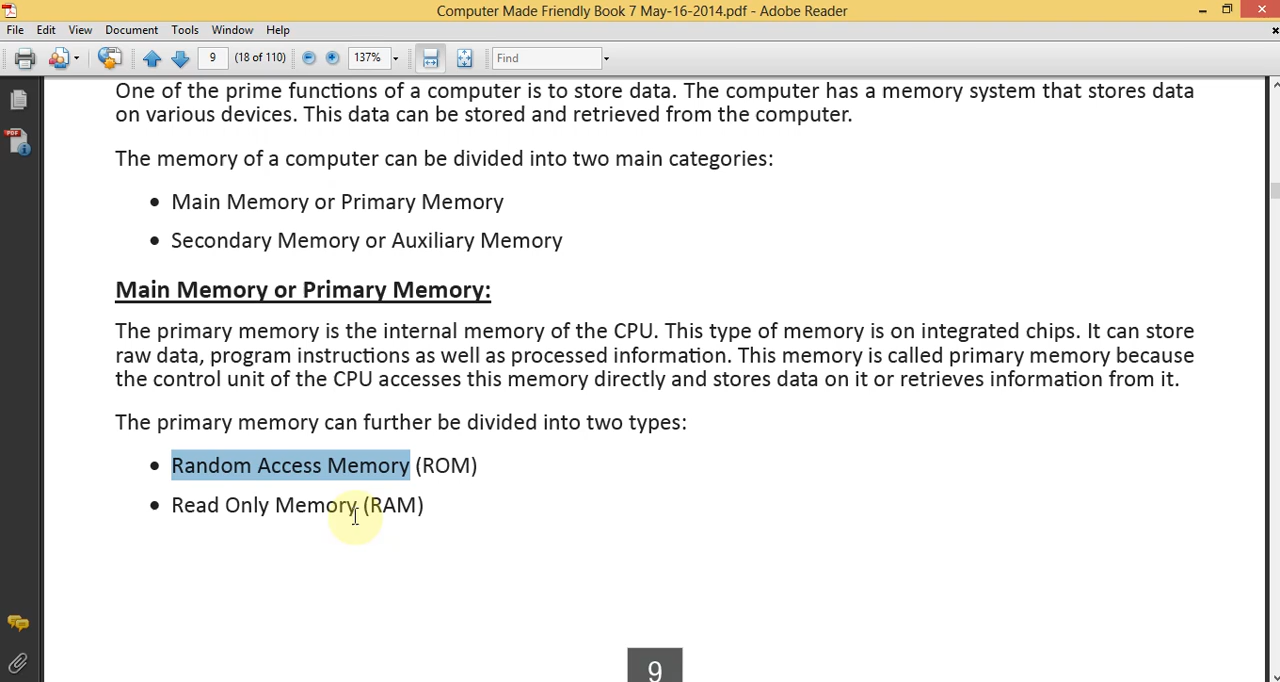 Computer Made Friendly Book 7 May-16-2014.pdf - Adobe Reader
File Edit View Document Tools Window Help
9 (18 of 110) 137% Find
One of the prime functions of a computer is to store data. The computer has a memory system that stores data
on various devices. This data can be stored and retrieved from the computer.
The memory of a computer can be divided into two main categories:
• Main Memory or Primary Memory
• Secondary Memory or Auxiliary Memory
Main Memory or Primary Memory:
The primary memory is the internal memory of the CPU. This type of memory is on integrated chips. It can store
raw data, program instructions as well as processed information. This memory is called primary memory because
the control unit of the CPU accesses this memory directly and stores data on it or retrieves information from it.
The primary memory can further be divided into two types:
• Random Access Memory (ROM)
• Read Only Memory (RAM)
9